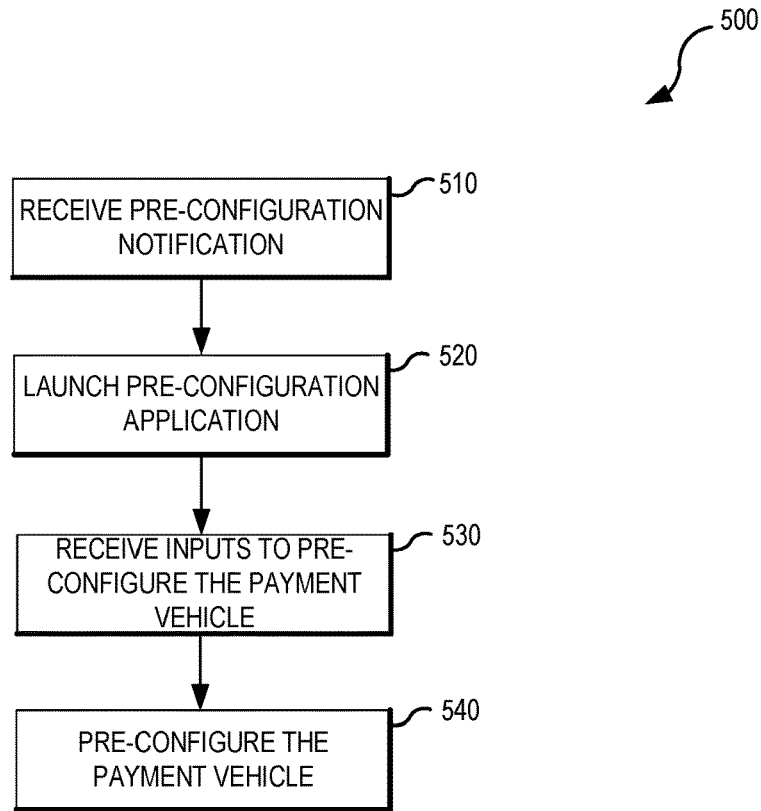 500
510
RECEIVE PRE-CONFIGURATION
NOTIFICATION
520
LAUNCH PRE-CONFIGURATION
APPLICATION
530
RECEIVE INPUTS TO PRE-
CONFIGURE THE PAYMENT
VEHICLE
540
PRE-CONFIGURE THE
PAYMENT VEHICLE